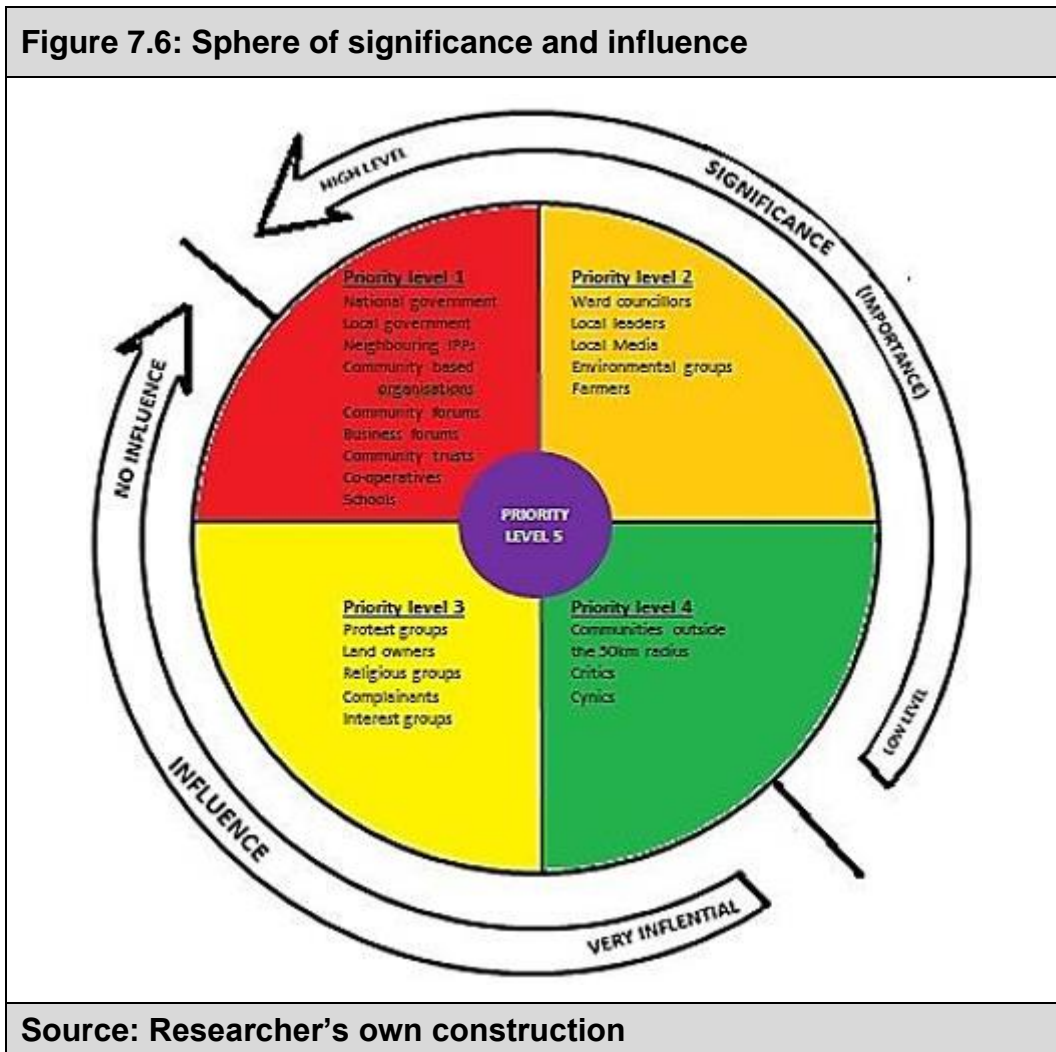 Figure 7.6: Sphere of significance and influence
HIGH LEVEL
SIGNIFICANCE
(IMPORTANCE)
LOW LEVEL
NO INFLUENCE
INFLUENCE
VERY INFLENTIAL
Priority level 1
National government
Local government
Neighbouring IPPs
Community based
organisations
Community forums
Business forums
Community trusts
Co-operatives
Schools
Priority level 2
Ward councillors
Local leaders
Local Media
Environmental groups
Farmers
PRIORITY
LEVEL 5
Priority level 3
Protest groups
Land owners
Religious groups
Complainants
Interest groups
Priority level 4
Communities outside
the 50km radius
Critics
Cynics
Source: Researcher's own construction